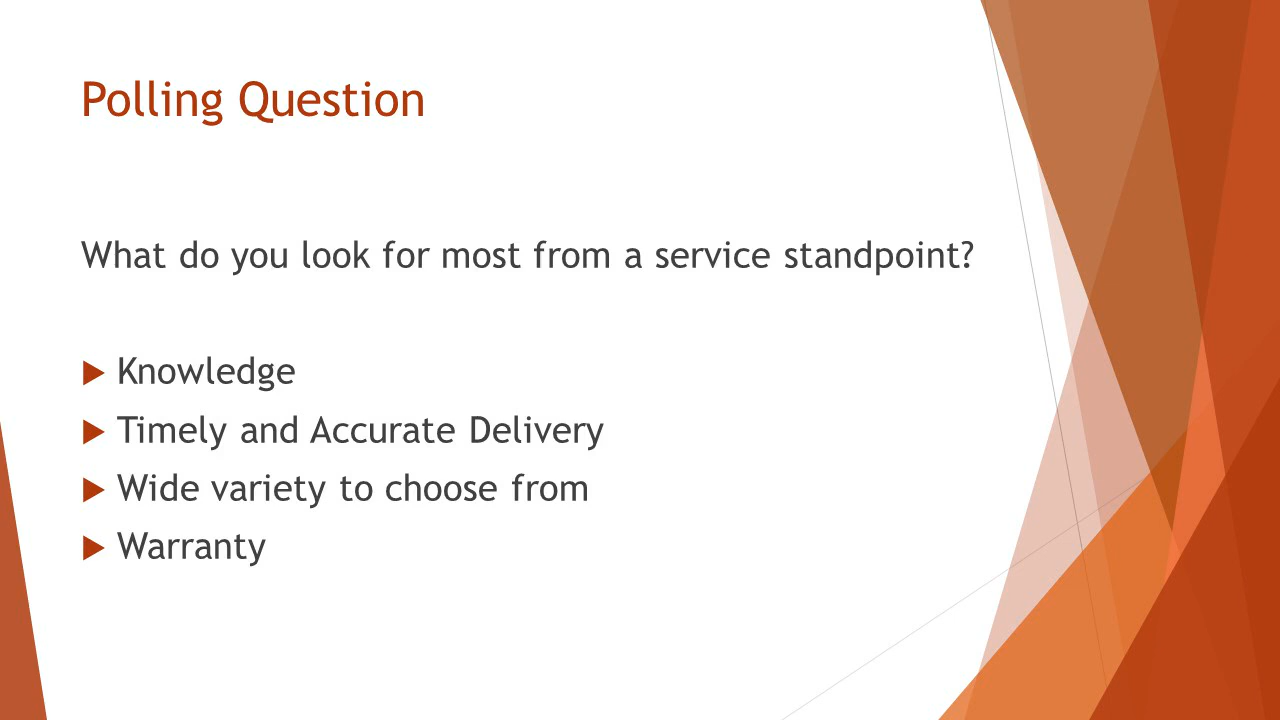 Polling Question
What do you look for most from a service standpoint?
Knowledge
Timely and Accurate Delivery
Wide variety to choose from
Warranty